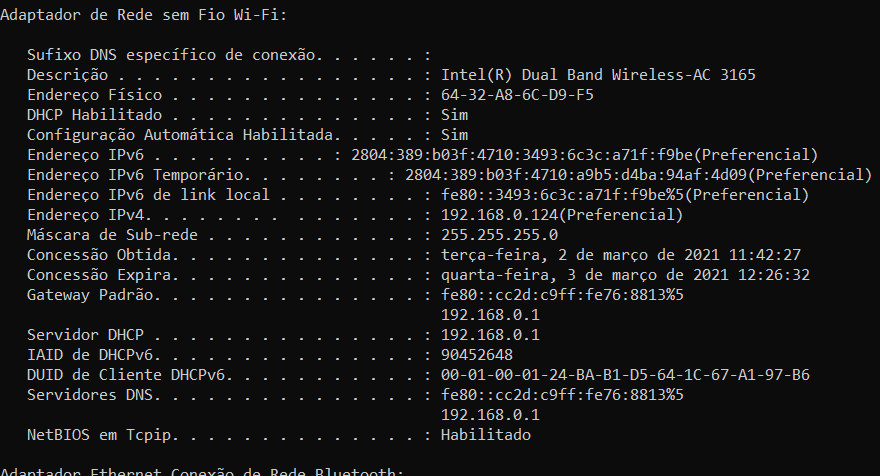 Adaptador de Rede sem Fio Wi-Fi:
Sufixo DNS específico de conexão. . . . . . :
Descrição . . . . . . . . . . . . . . . . . . : Intel(R) Dual Band Wireless-AC 3165
Endereço Físico . . . . . . . . . . . . . . . : 64-32-A8-6C-D9-F5
DHCP Habilitado . . . . . . . . . . . . . . . : Sim
Configuração Automática Habilitada. . . . . : Sim
Endereço IPv6 . . . . . . . . . . : 2804:389:b03f:4710:3493:6c3c:a71f:f9be(Preferencial)
Endereço IPv6 Temporário. . . . . . . . : 2804:389:b03f:4710:a9b5:d4ba:94af:4d09(Preferencial)
Endereço IPv6 de link local . . . . . . . . : fe80::3493:6c3c:a71f:f9be%5(Preferencial)
Endereço IPv4. . . . . . . . . . . . . . . : 192.168.0.124(Preferencial)
Máscara de Sub-rede . . . . . . . . . . . . . : 255.255.255.0
Concessão Obtida. . . . . . . . . . . . . . . : terça-feira, 2 de março de 2021 11:42:27
Concessão Expira. . . . . . . . . . . . . . . : quarta-feira, 3 de março de 2021 12:26:32
Gateway Padrão. . . . . . . . . . . . . . . . : fe80::cc2d:c9ff:fe76:8813%5
192.168.0.1
Servidor DHCP . . . . . . . . . . . . . . . . : 192.168.0.1
IAID de DHCPv6. . . . . . . . . . . . . . . . : 90452648
DUID de Cliente DHCPv6. . . . . . . . . . . . : 00-01-00-01-24-BA-B1-D5-64-1C-67-A1-97-B6
Servidores DNS. . . . . . . . . . . . . . . . : fe80::cc2d:c9ff:fe76:8813%5
192.168.0.1
NetBIOS em Tcpip. . . . . . . . . . . . . . . : Habilitado
Adaptador Ethernet Conexão de Rede Bluetooth: